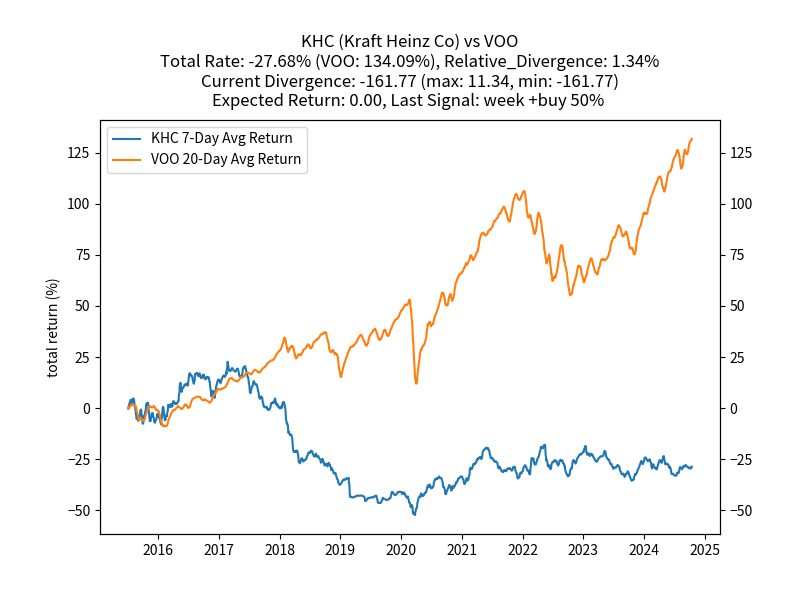 KHC (Kraft Heinz Co) vs VOO
Total Rate: -27.68% (VOO: 134.09%), Relative_Divergence: 1.34%
Current Divergence: -161.77 (max: 11.34, min: -161.77)
Expected Return: 0.00, Last Signal: week +buy 50%
KHC 7-Day Avg Return
VOO 20-Day Avg Return
total return (%)
125 125
100 100
75 75
50 50
25 25
0 0
−25 −25
−50 −50
2016 2017 2018 2019 2020 2021 2022 2023 2024 2025